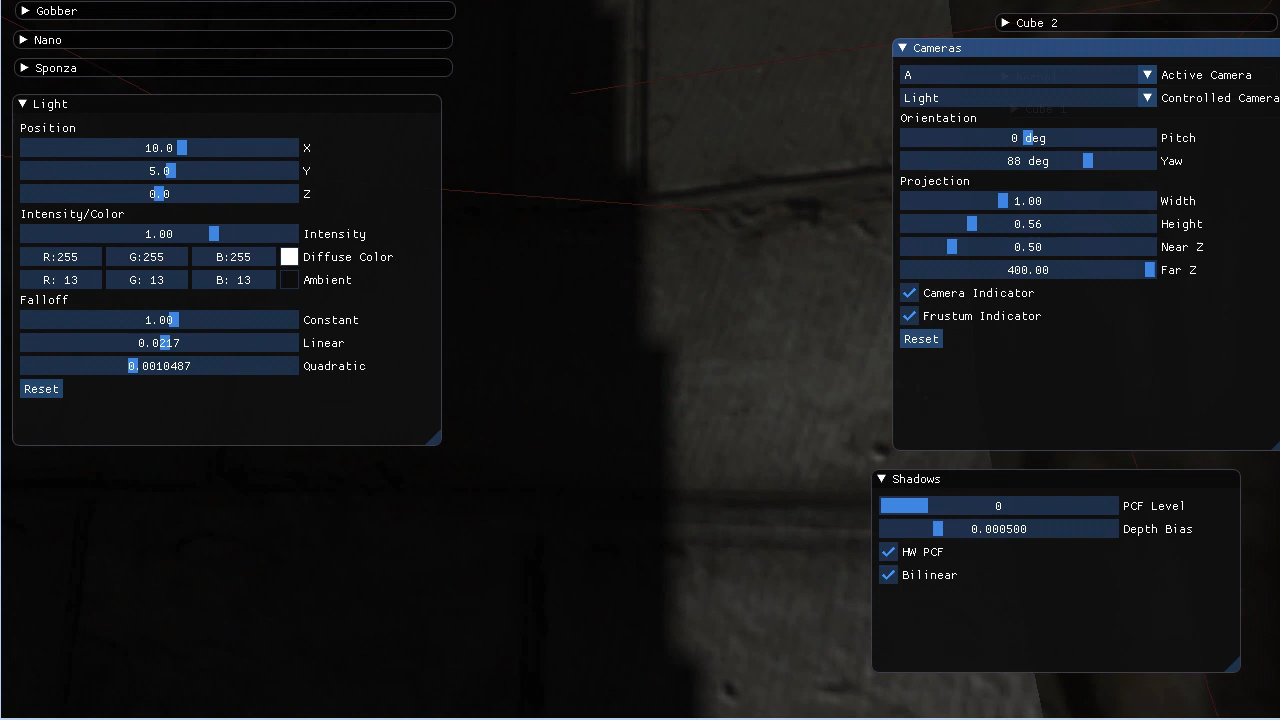 Gobber
Nano
Sponza
Light
Position
10.0 X
5.0 Y
0.0 Z
Intensity/Color
1.00 Intensity
R:255 G:255 B:255 Diffuse Color
R: 13 G: 13 B: 13 Ambient
Falloff
1.00 Constant
0.0217 Linear
0.0010487 Quadratic
Reset
Cube 2
Cameras
A Active Camera
Light Controlled Camera
Orientation
0 deg Pitch
88 deg Yaw
Projection
1.00 Width
0.56 Height
0.50 Near Z
400.00 Far Z
Camera Indicator
Frustum Indicator
Reset
Shadows
0 PCF Level
0.000500 Depth Bias
HW PCF
Bilinear